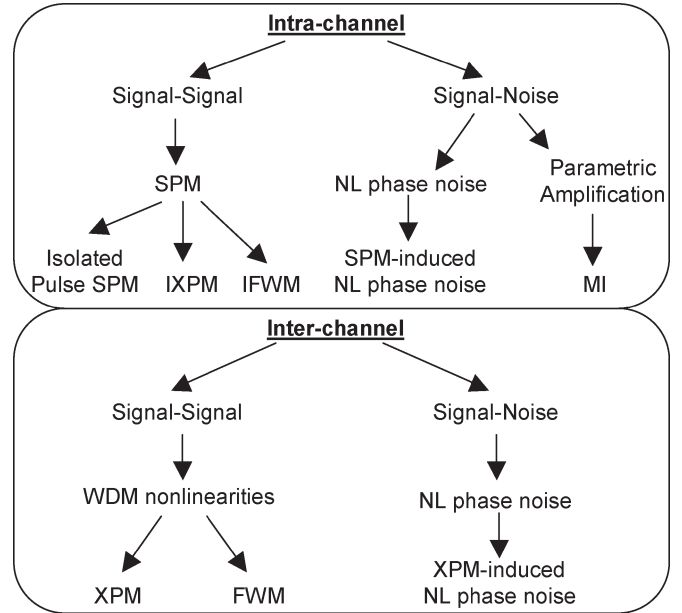 Intra-channel
Signal-Signal
Signal-Noise
SPM
NL phase noise
Parametric
Amplification
Isolated
Pulse SPM
IXPM
IFWM
SPM-induced
NL phase noise
MI
Inter-channel
Signal-Signal
Signal-Noise
WDM nonlinearities
NL phase noise
XPM
FWM
XPM-induced
NL phase noise